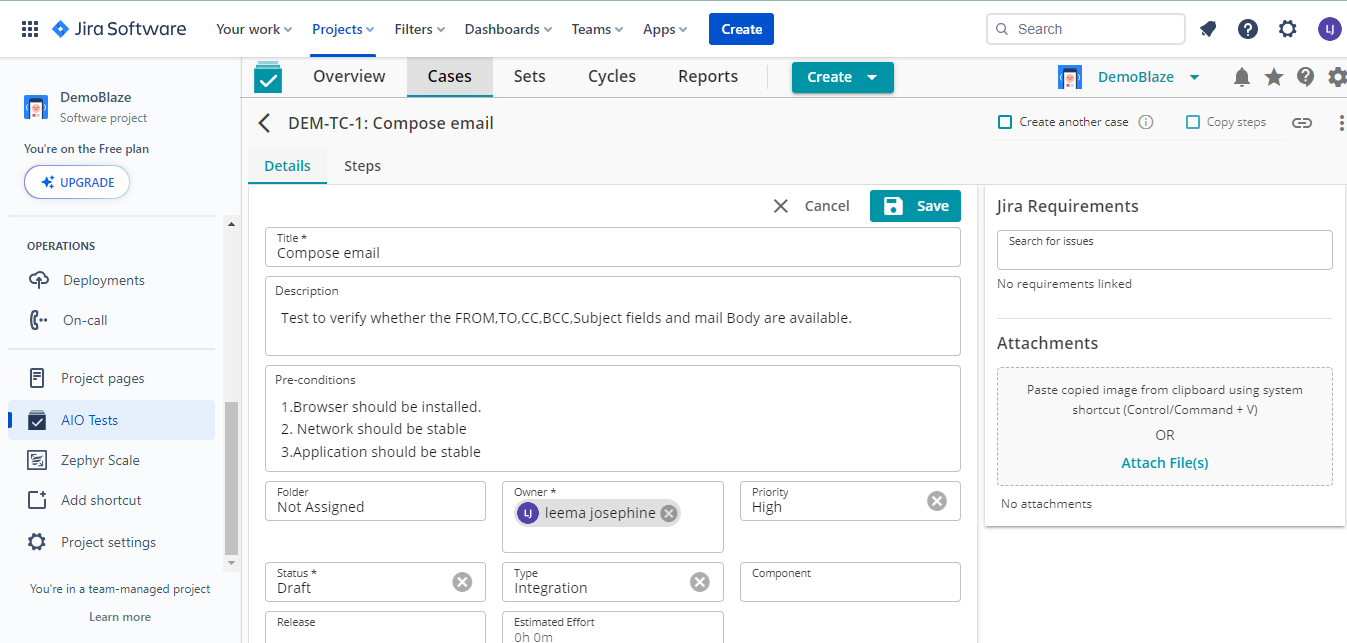 Jira Software Your work Projects Filters Dashboards Teams Apps Create Search LJ
DemoBlaze
Software project
You're on the Free plan
UPGRADE
OPERATIONS
Deployments
On-call
Project pages
AIO Tests
Zephyr Scale
Add shortcut
Project settings
You're in a team-managed project
Learn more
Overview Cases Sets Cycles Reports Create DemoBlaze
DEM-TC-1: Compose email
Create another case Copy steps
Details Steps
Cancel Save
Title *
Compose email
Description
Test to verify whether the FROM,TO,CC,BCC,Subject fields and mail Body are available.
Pre-conditions
1.Browser should be installed.
2. Network should be stable
3.Application should be stable
Folder
Not Assigned
Owner *
LJ leema josephine
Priority
High
Status *
Draft
Type
Integration
Component
Release
Estimated Effort
0h 0m
Jira Requirements
Search for issues
No requirements linked
Attachments
Paste copied image from clipboard using system
shortcut (Control/Command + V)
OR
Attach File(s)
No attachments